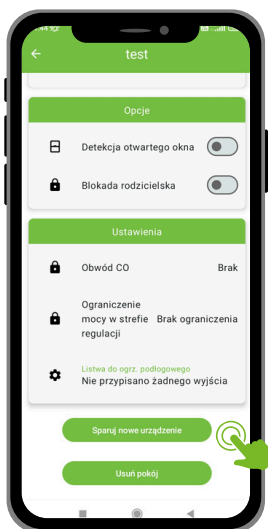 test
Opcje
Detekcja otwartego okna
Blokada rodzicielska
Ustawienia
Obwód CO Brak
Ograniczenie
mocy w strefie Brak ograniczenia
regulacji
Listwa do ogrz. podłogowego
Nie przypisano żadnego wyjścia
Sparuj nowe urządzenie
Usuń pokój